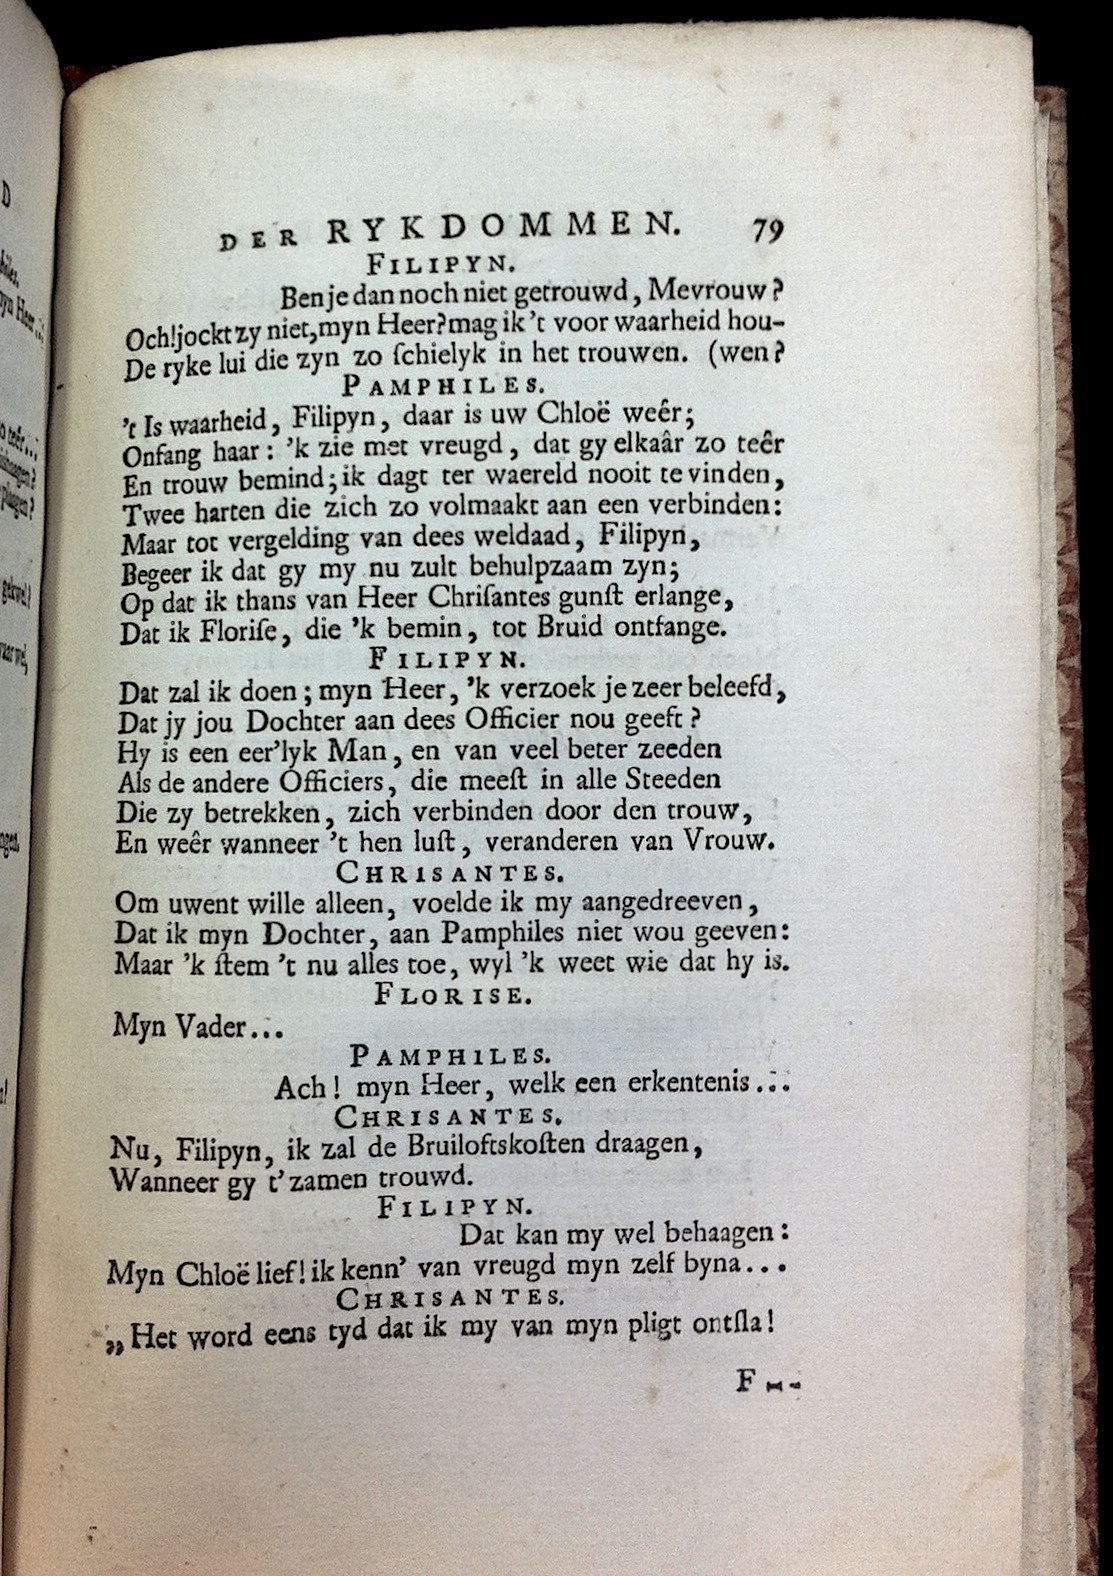 DER RYKDOMMEN. 79
FILIPYN.
Ben je dan noch niet getrouwd, Mevrouw?
Och! jockt zy niet, myn Heer? mag ik 't voor waarheid hou-
De ryke lui die zyn zo ſchielyk in het trouwen. (wen?
PAMPHILES.
't Is waarheid, Filipyn, daar is uw Chloë weêr;
Onfang haar: 'k zie met vreugd, dat gy elkaâr zo teêr
En trouw bemind; ik dagt ter waereld nooit te vinden,
Twee harten die zich zo volmaakt aan een verbinden:
Maar tot vergelding van dees weldaad, Filipyn,
Begeer ik dat gy my nu zult behulpzaam zyn;
Op dat ik thans van Heer Chriſantes gunſt erlange,
Dat ik Floriſe, die 'k bemin, tot Bruid ontfange.
FILIPYN.
Dat zal ik doen; myn Heer, 'k verzoek je zeer beleefd,
Dat jy jou Dochter aan dees Officier nou geeft?
Hy is een eer'lyk Man, en van veel beter zeeden
Als de andere Officiers, die meeſt in alle Steeden
Die zy betrekken, zich verbinden door den trouw,
En weêr wanneer 't hen luſt, veranderen van Vrouw.
CHRISANTES.
Om uwent wille alleen, voelde ik my aangedreeven,
Dat ik myn Dochter, aan Pamphiles niet wou geeven:
Maar 'k ſtem 't nu alles toe, wyl 'k weet wie dat hy is.
FLORISE.
Myn Vader...
PAMPHILES.
Ach! myn Heer, welk een erkentenis...
CHRISANTES.
Nu, Filipyn, ik zal de Bruiloftskoſten draagen,
Wanneer gy t'zamen trouwd.
FILIPYN.
Dat kan my wel behaagen:
Myn Chloë lief! ik kenn' van vreugd myn zelf byna...
CHRISANTES.
„Het word eens tyd dat ik my van myn pligt ontſla!
F
D
myn Heer...
zo teêr...
plaagen?
gekwel!